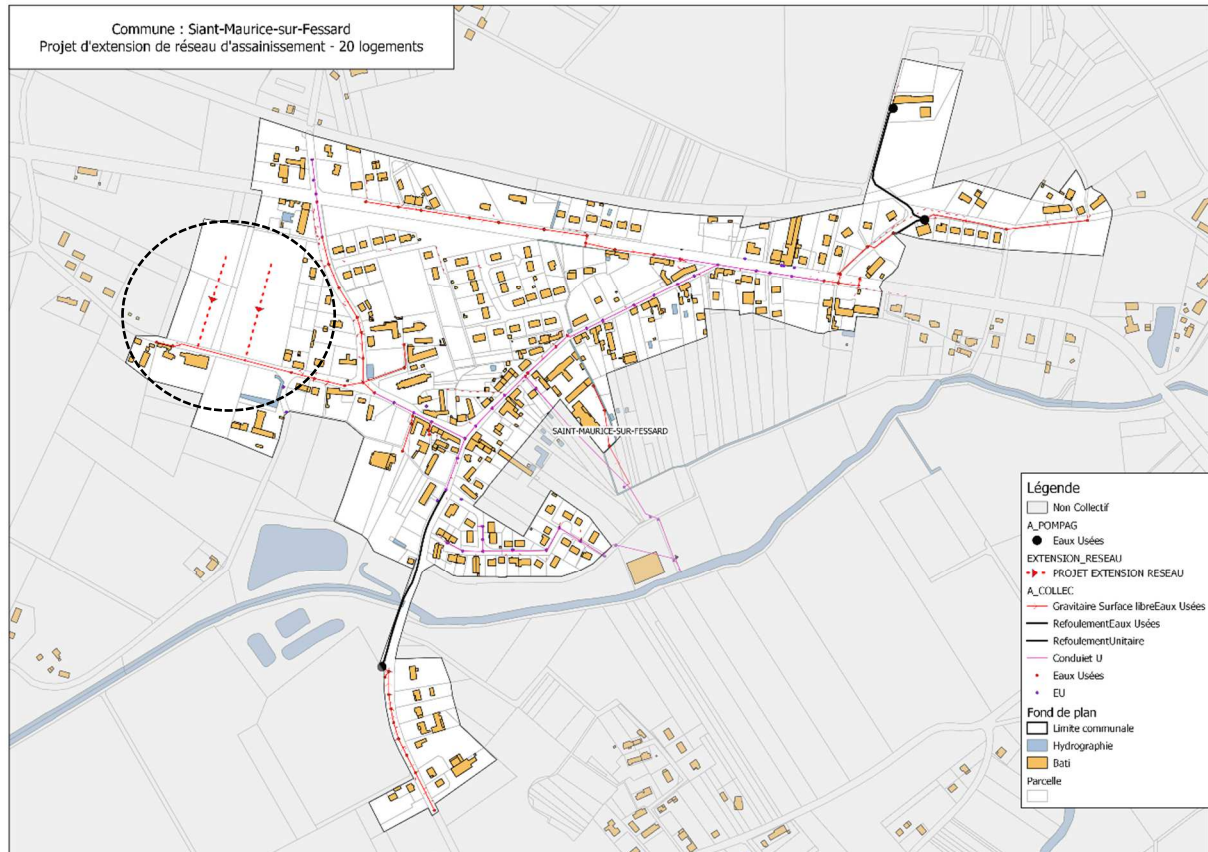 Commune : Siant-Maurice-sur-Fessard
Projet d'extension de réseau d'assainissement - 20 logements
SAINT-MAURICE-SUR-FESSARD
Légende
Non Collectif
A_POMPAG
Eaux Usées
EXTENSION_RESEAU
PROJET EXTENSION RESEAU
A_COLLEC
Gravitaire Surface libreEaux Usées
RefoulementEaux Usées
RefoulementUnitaire
Conduiet U
Eaux Usées
EU
Fond de plan
Limite communale
Hydrographie
Bati
Parcelle